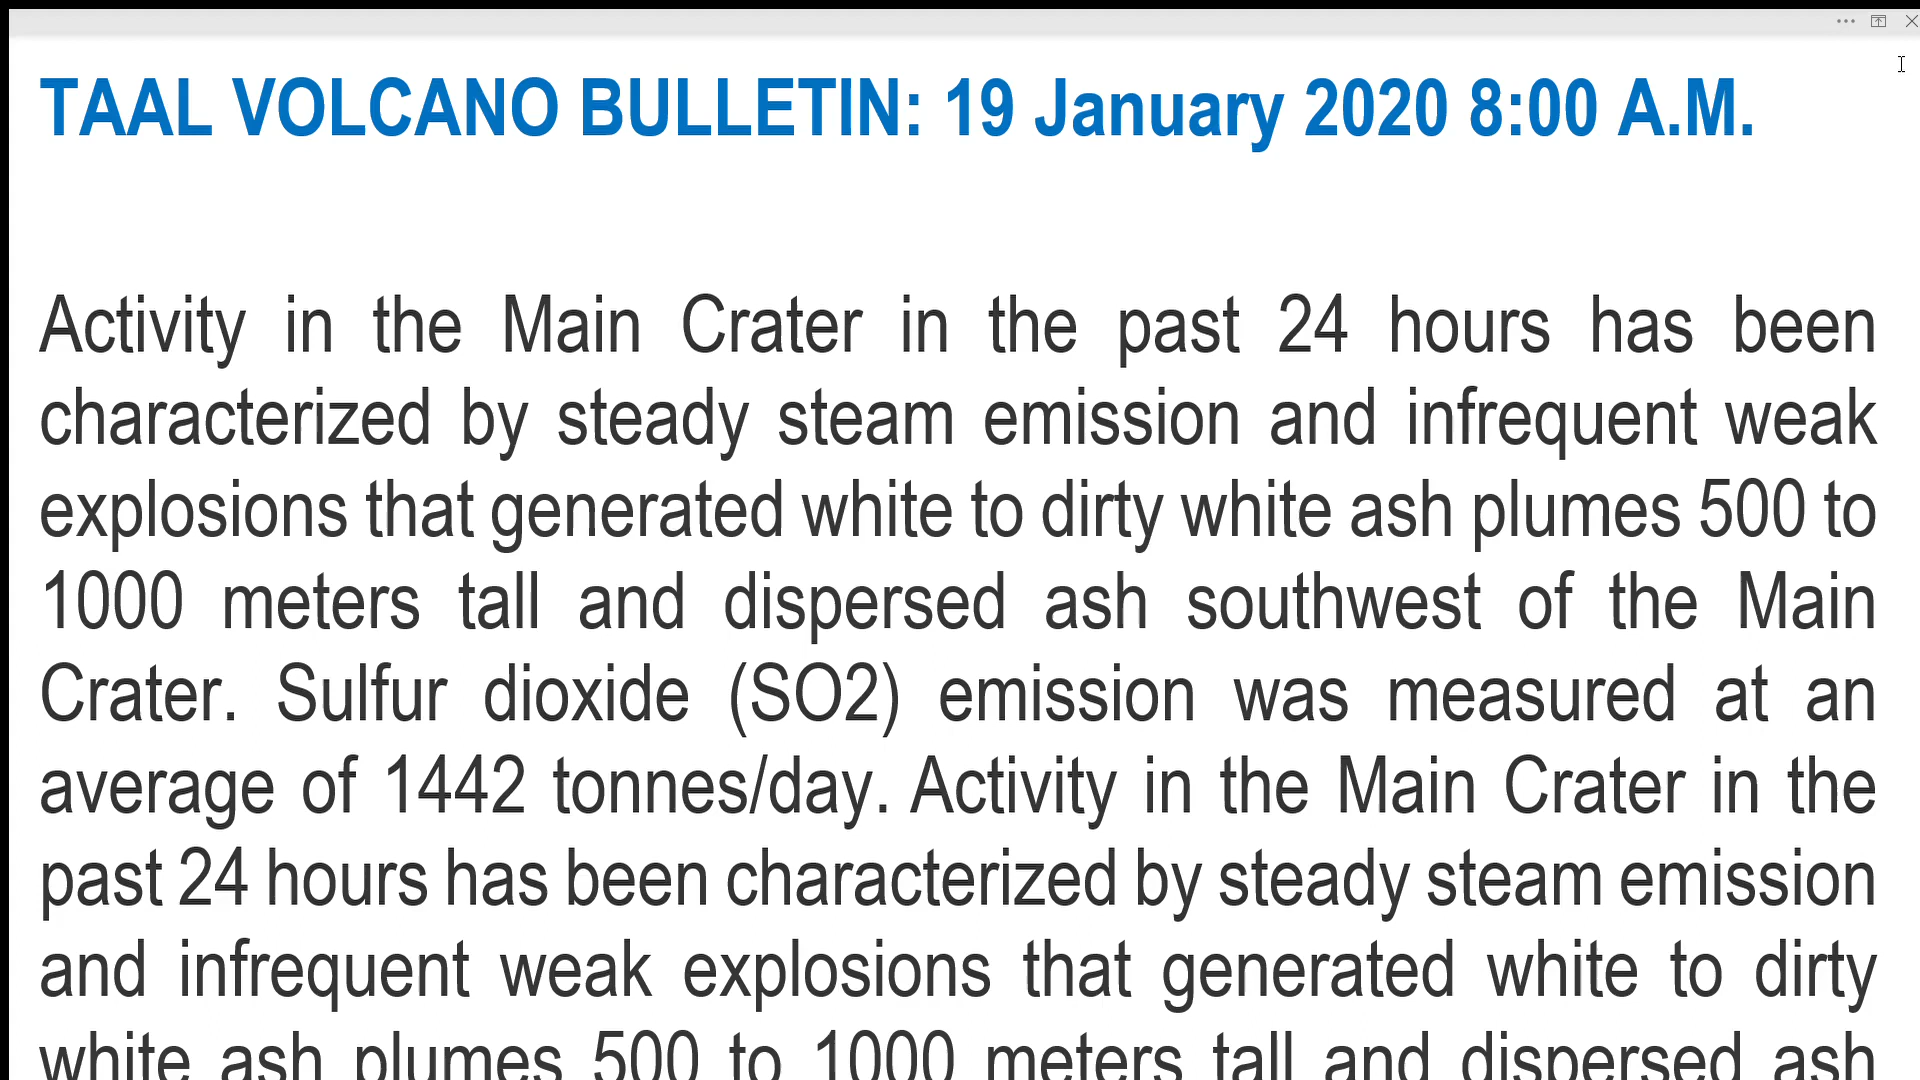 TAAL VOLCANO BULLETIN: 19 January 2020 8:00 A.M.
Activity in the Main Crater in the past 24 hours has been
characterized by steady steam emission and infrequent weak
explosions that generated white to dirty white ash plumes 500 to
1000 meters tall and dispersed ash southwest of the Main
Crater. Sulfur dioxide (SO2) emission was measured at an
average of 1442 tonnes/day. Activity in the Main Crater in the
past 24 hours has been characterized by steady steam emission
and infrequent weak explosions that generated white to dirty
white ash plumes 500 to 1000 meters tall and dispersed ash